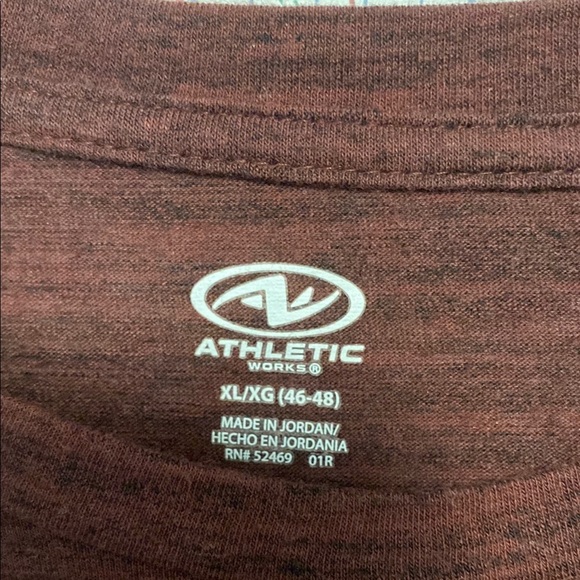 ATHLETIC
WORKS®
XL/XG (46-48)
MADE IN JORDAN/
HECHO EN JORDANIA
RN# 52469 01R